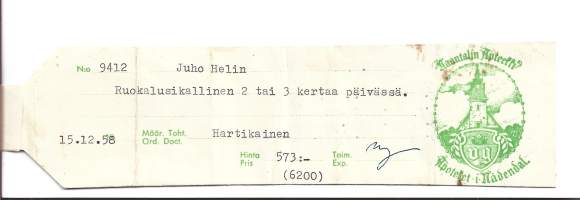 Naantalin Apteekki
N:o 9412 Juho Helin
Ruokalusikallinen 2 tai 3 kertaa päivässä.
15.12.58 Määr. Toht. Hartikainen
Ord. Doct.
Hinta 573:- Toim.
Pris Exp.
(6200)
Apoteket i Nådendal.